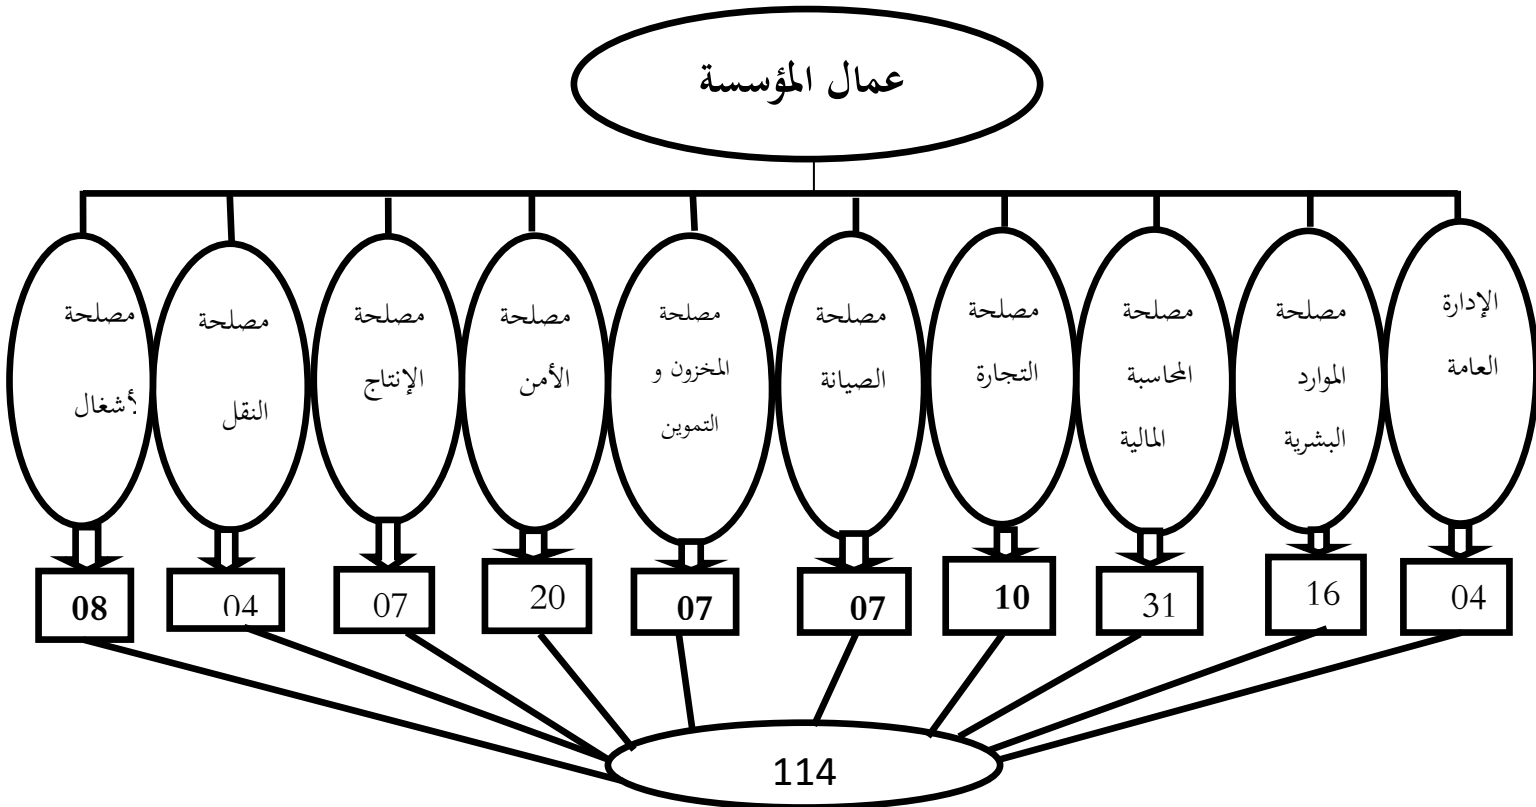 عمال المؤسسة
الإدارة
العامة
مصلحة
الموارد
البشرية
مصلحة
المحاسبة
المالية
مصلحة
التجارة
مصلحة
الصيانة
مصلحة
المخزون و
التموين
مصلحة
الأمن
مصلحة
الإنتاج
مصلحة
النقل
مصلحة
04
16
31
10
07
07
20
07
04
08
114